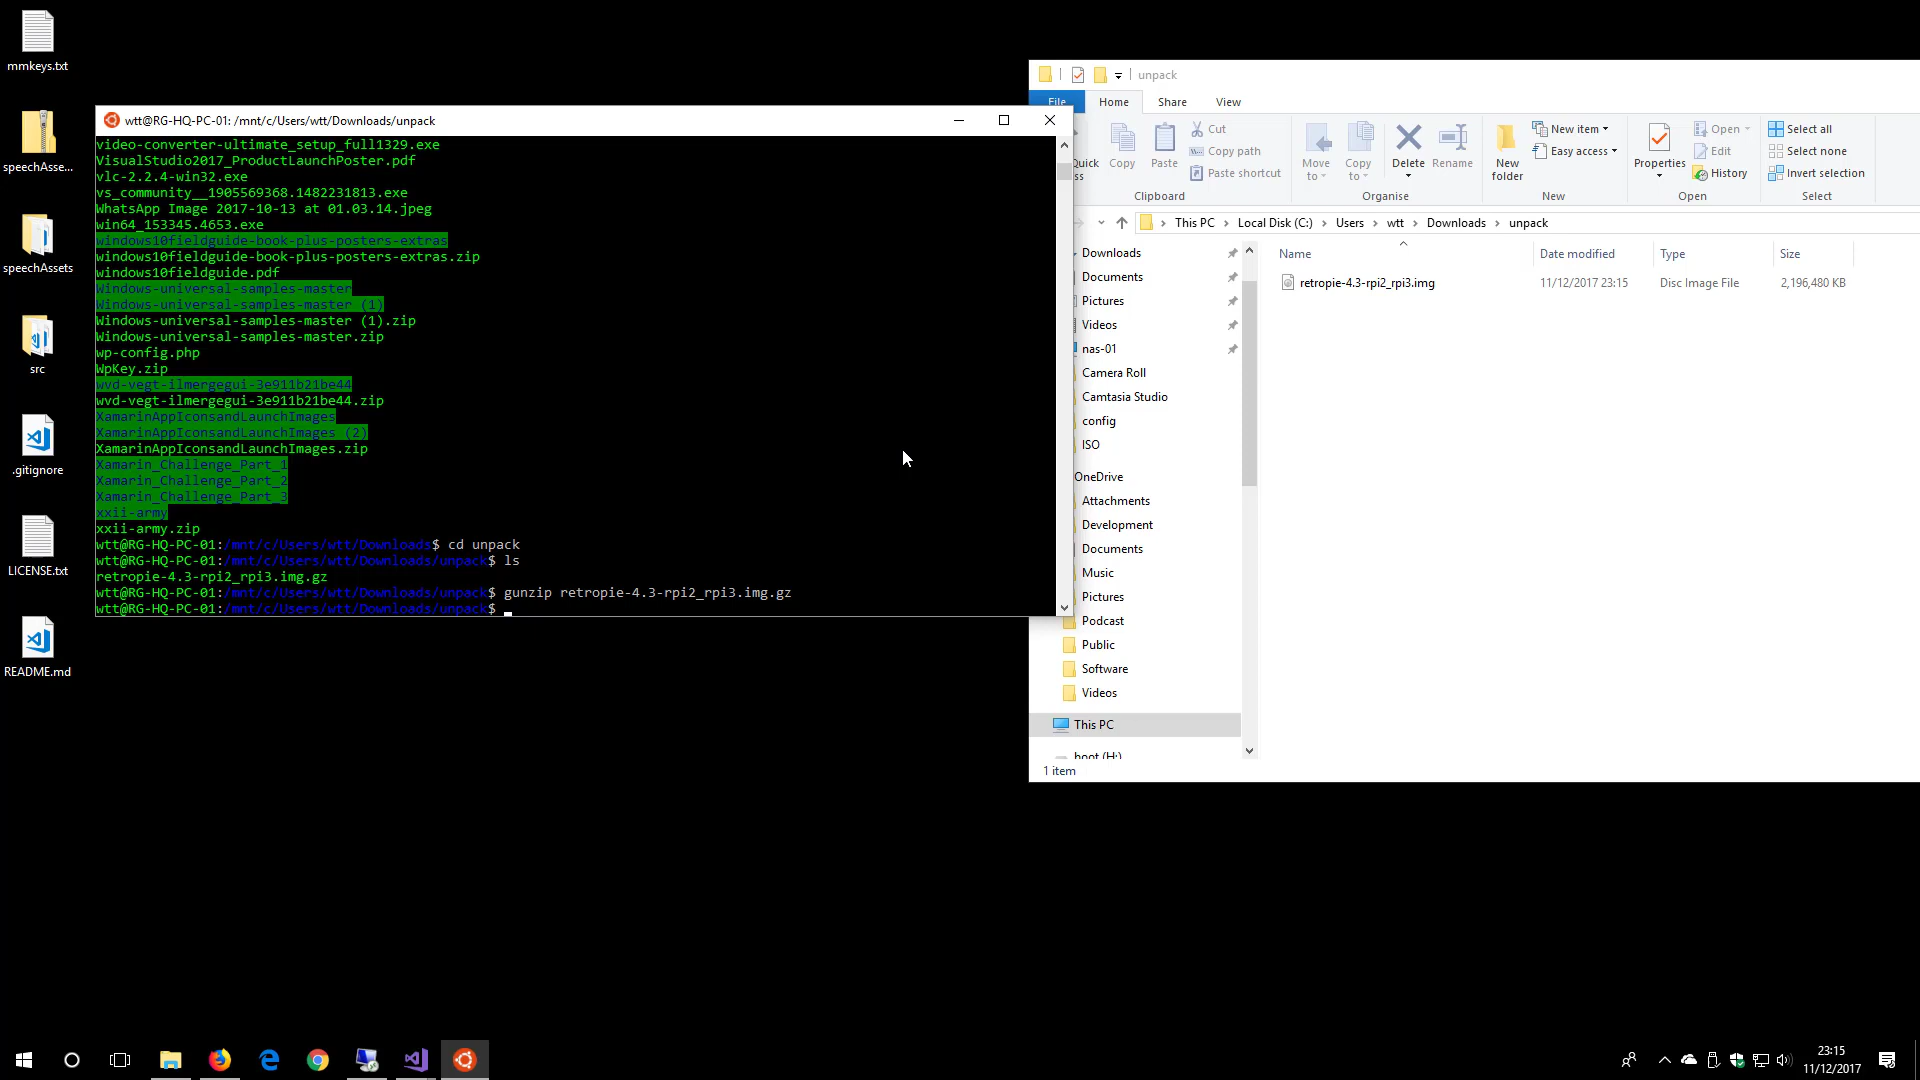 mmkeys.txt
speechAsse...
speechAssets
src
.gitignore
LICENSE.txt
README.md
wtt@RG-HQ-PC-01: /mnt/c/Users/wtt/Downloads/unpack
video-converter-ultimate_setup_full1329.exe
VisualStudio2017_ProductLaunchPoster.pdf
vlc-2.2.4-win32.exe
vs_community__1905569368.1482231813.exe
WhatsApp Image 2017-10-13 at 01.03.14.jpeg
win64_153345.4653.exe
windows10fieldguide-book-plus-posters-extras
windows10fieldguide-book-plus-posters-extras.zip
windows10fieldguide.pdf
Windows-universal-samples-master
Windows-universal-samples-master (1)
Windows-universal-samples-master (1).zip
Windows-universal-samples-master.zip
wp-config.php
WpKey.zip
wvd-vegt-ilmergegui-3e911b21be44
wvd-vegt-ilmergegui-3e911b21be44.zip
XamarinAppIconsandLaunchImages
XamarinAppIconsandLaunchImages (2)
XamarinAppIconsandLaunchImages.zip
Xamarin_Challenge_Part_1
Xamarin_Challenge_Part_2
Xamarin_Challenge_Part_3
xxii-army
xxii-army.zip
wtt@RG-HQ-PC-01:/mnt/c/Users/wtt/Downloads$ cd unpack
wtt@RG-HQ-PC-01:/mnt/c/Users/wtt/Downloads/unpack$ ls
retropie-4.3-rpi2_rpi3.img.gz
wtt@RG-HQ-PC-01:/mnt/c/Users/wtt/Downloads/unpack$ gunzip retropie-4.3-rpi2_rpi3.img.gz
wtt@RG-HQ-PC-01:/mnt/c/Users/wtt/Downloads/unpack$
unpack
File Home Share View
Copy
Paste
Cut
Copy path
Paste shortcut
Clipboard
Move to
Copy to
Delete
Rename
Organise
New folder
New item
Easy access
New
Properties
Open
Edit
History
Open
Select all
Select none
Invert selection
Select
This PC > Local Disk (C:) > Users > wtt > Downloads > unpack
Downloads
Documents
Pictures
Videos
nas-01
Camera Roll
Camtasia Studio
config
ISO
OneDrive
Attachments
Development
Documents
Music
Pictures
Podcast
Public
Software
Videos
This PC
boot (H:)
Name Date modified Type Size
retropie-4.3-rpi2_rpi3.img 11/12/2017 23:15 Disc Image File 2,196,480 KB
1 item
23:15
11/12/2017